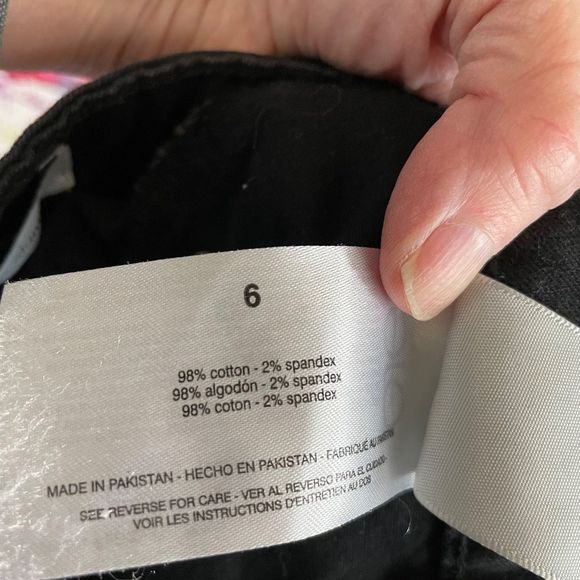 6
98% cotton - 2% spandex
98% algodón - 2% spandex
98% coton - 2% spandex
MADE IN PAKISTAN - HECHO EN PAKISTAN - FABRIQUÉ AU PAKISTAN
SEE REVERSE FOR CARE - VER AL REVERSO PARA EL CUIDADO -
VOIR LES INSTRUCTIONS D'ENTRETIEN AU DOS